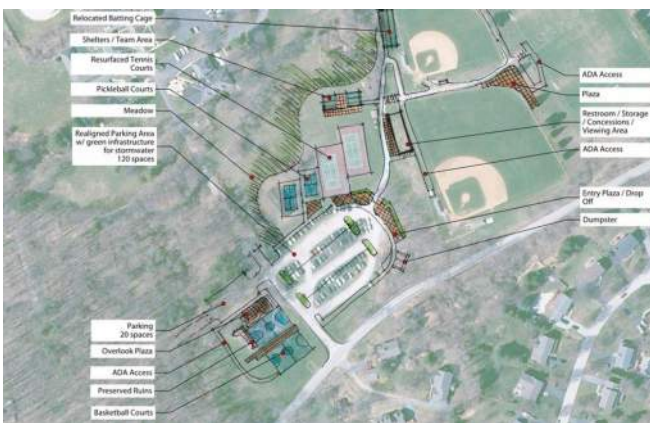 Relocated Batting Cage
Shelters / Team Area
Resurfaced Tennis
Courts
Pickleball Courts
Meadow
Realigned Parking Area
w/ green infrastructure
for stormwater
120 spaces
Parking
20 spaces
Overlook Plaza
ADA Access
Preserved Ruins
Basketball Courts
ADA Access
Plaza
Restroom / Storage
/ Concessions /
Viewing Area
ADA Access
Entry Plaza / Drop
Off
Dumpster